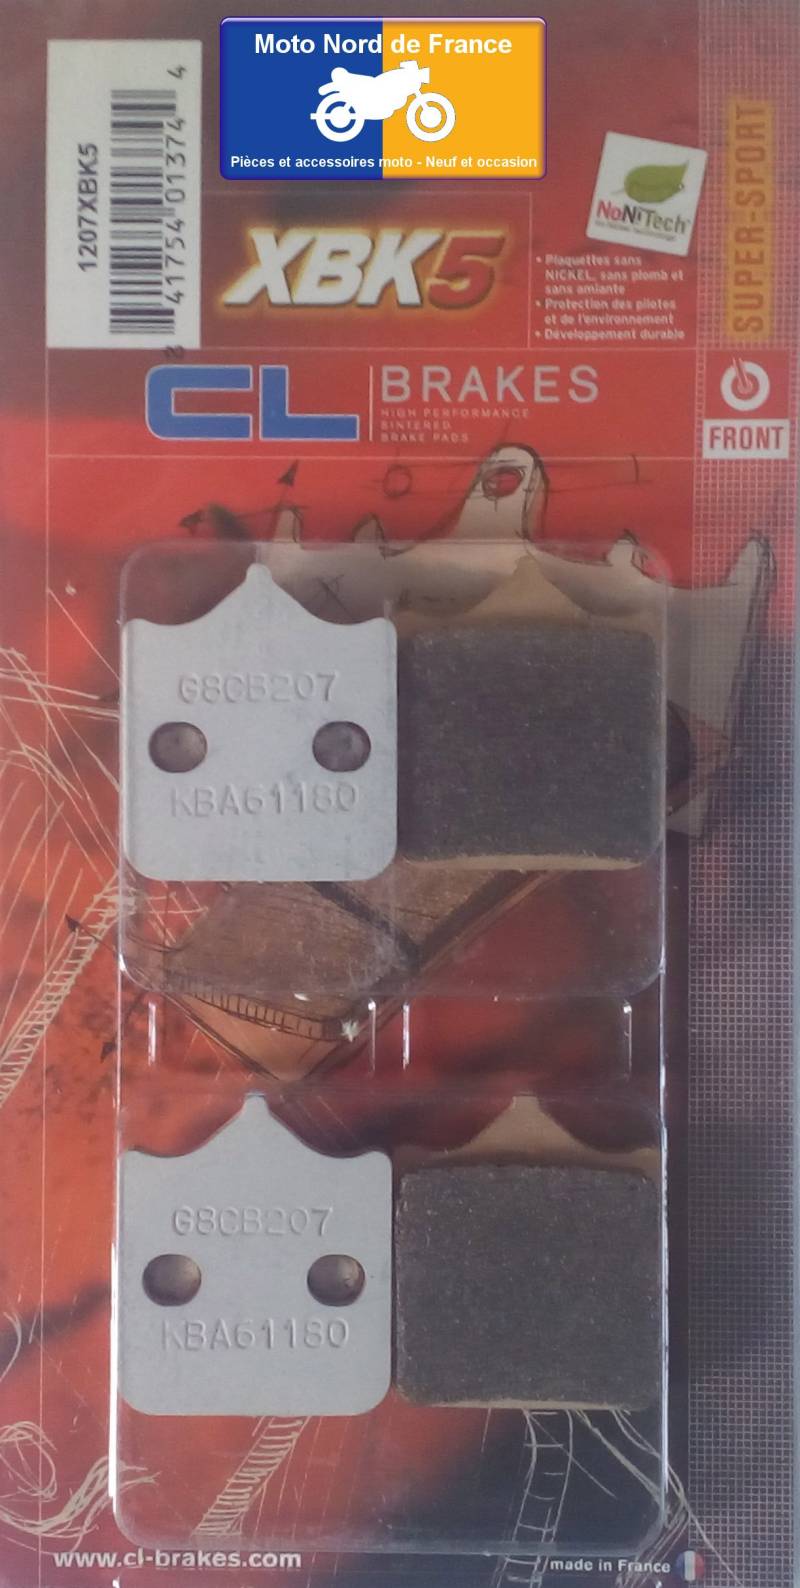 Moto Nord de France
Pièces et accessoires moto - Neuf et occasion
1207XBK5
8 41754 01374 4
XBK5
NoNiTech
• Plaquettes sans
NICKEL, sans plomb et
sans amiante
• Protection des pilotes
et de l'environnement
• Développement durable
SUPER-SPORT
CL BRAKES
HIGH PERFORMANCE
SINTERED
BRAKE PADS
FRONT
G8CB207
KBA61180
G8CB207
KBA61180
www.cl-brakes.com
made in France